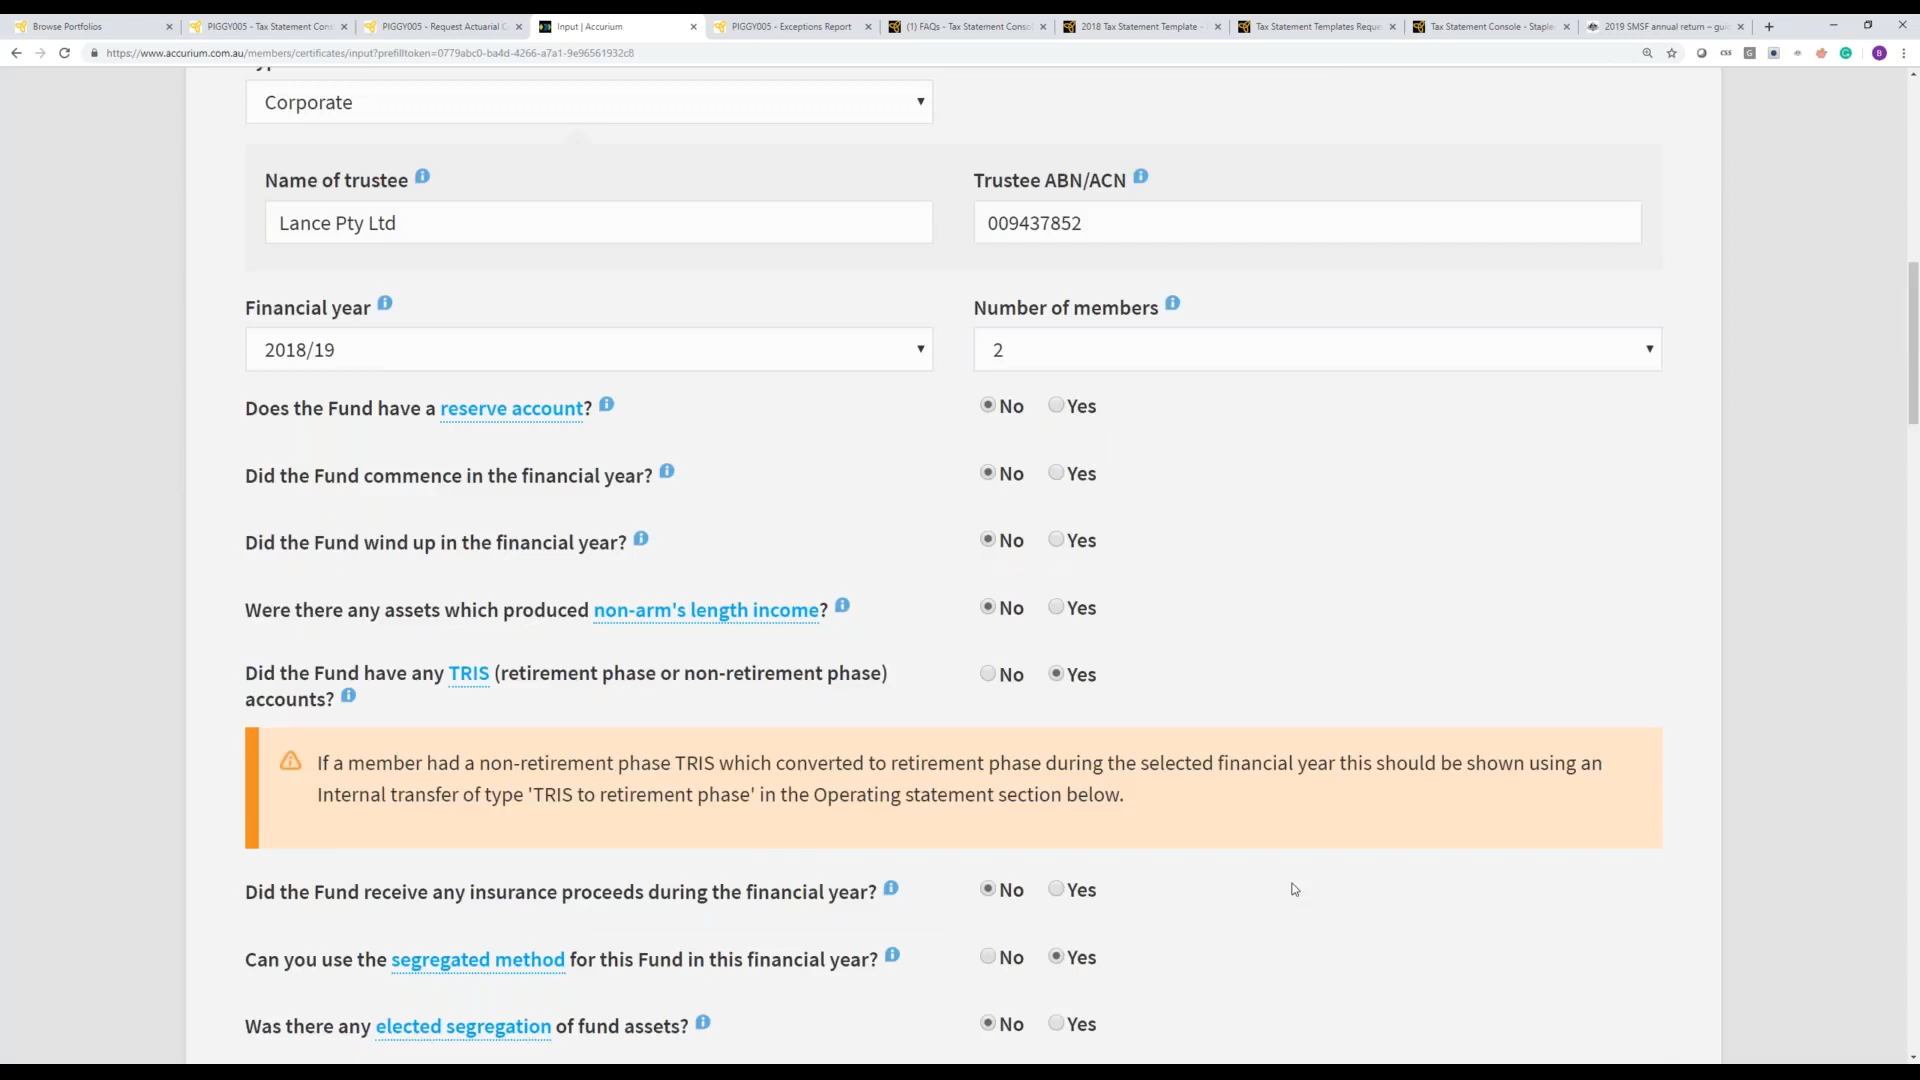 Browse Portfolios
PIGGY005 - Tax Statement Con
PIGGY005 - Request Actuarial C
Input | Accurium
PIGGY005 - Exceptions Report
(1) FAQs - Tax Statement Conso
2018 Tax Statement Template -
Tax Statement Templates Reque
Tax Statement Console - Staple
2019 SMSF annual return – gui
https://www.accurium.com.au/members/certificates/input?prefilltoken=0779abc0-ba4d-4266-a7a1-9e96561932c8
Corporate
Name of trustee
Trustee ABN/ACN
Lance Pty Ltd
009437852
Financial year
Number of members
2018/19
2
Does the Fund have a reserve account?
No Yes
Did the Fund commence in the financial year?
No Yes
Did the Fund wind up in the financial year?
No Yes
Were there any assets which produced non-arm's length income?
No Yes
Did the Fund have any TRIS (retirement phase or non-retirement phase)
accounts?
No Yes
If a member had a non-retirement phase TRIS which converted to retirement phase during the selected financial year this should be shown using an
Internal transfer of type 'TRIS to retirement phase' in the Operating statement section below.
Did the Fund receive any insurance proceeds during the financial year?
No Yes
Can you use the segregated method for this Fund in this financial year?
No Yes
Was there any elected segregation of fund assets?
No Yes